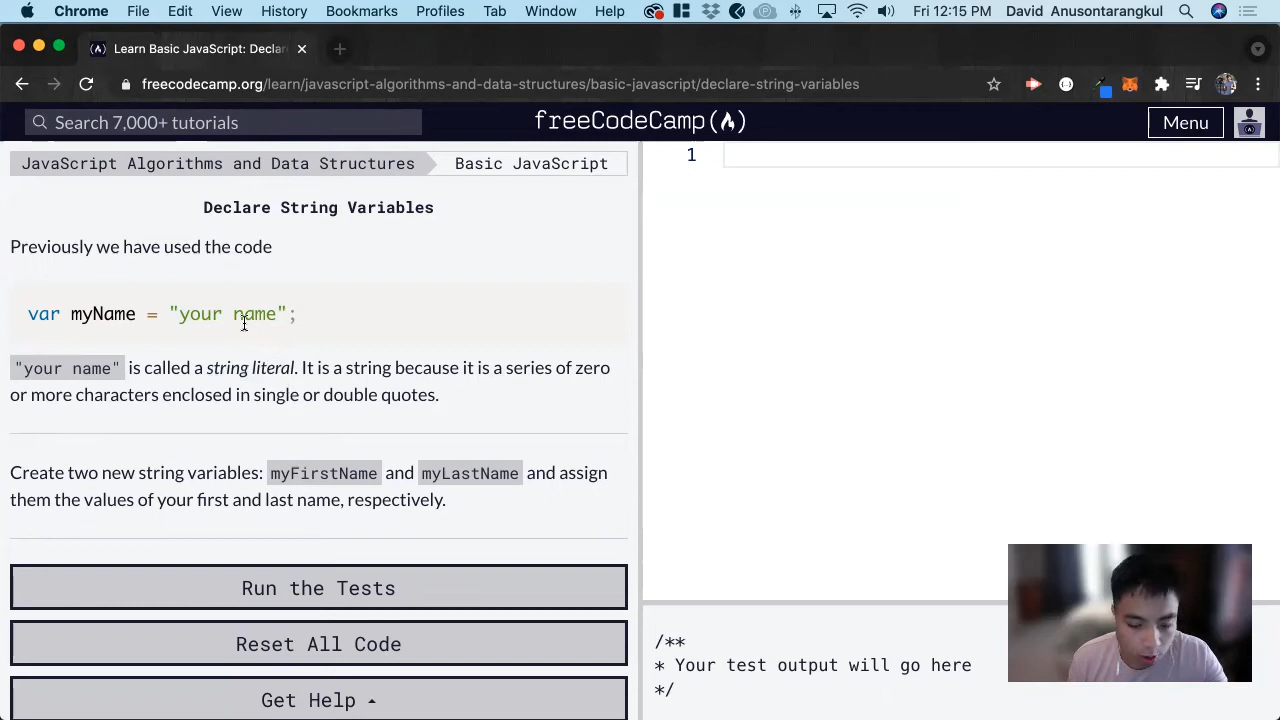 Chrome File Edit View History Bookmarks Profiles Tab Window Help Fri 12:15 PM David Anusontarangkul
Learn Basic JavaScript: Declar
freecodecamp.org/learn/javascript-algorithms-and-data-structures/basic-javascript/declare-string-variables
Search 7,000+ tutorials
freeCodeCamp
Menu
JavaScript Algorithms and Data Structures Basic JavaScript
Declare String Variables
Previously we have used the code
var myName = "your name";
"your name" is called a string literal. It is a string because it is a series of zero
or more characters enclosed in single or double quotes.
Create two new string variables: myFirstName and myLastName and assign
them the values of your first and last name, respectively.
Run the Tests
Reset All Code
Get Help
1
/**
* Your test output will go here
*/